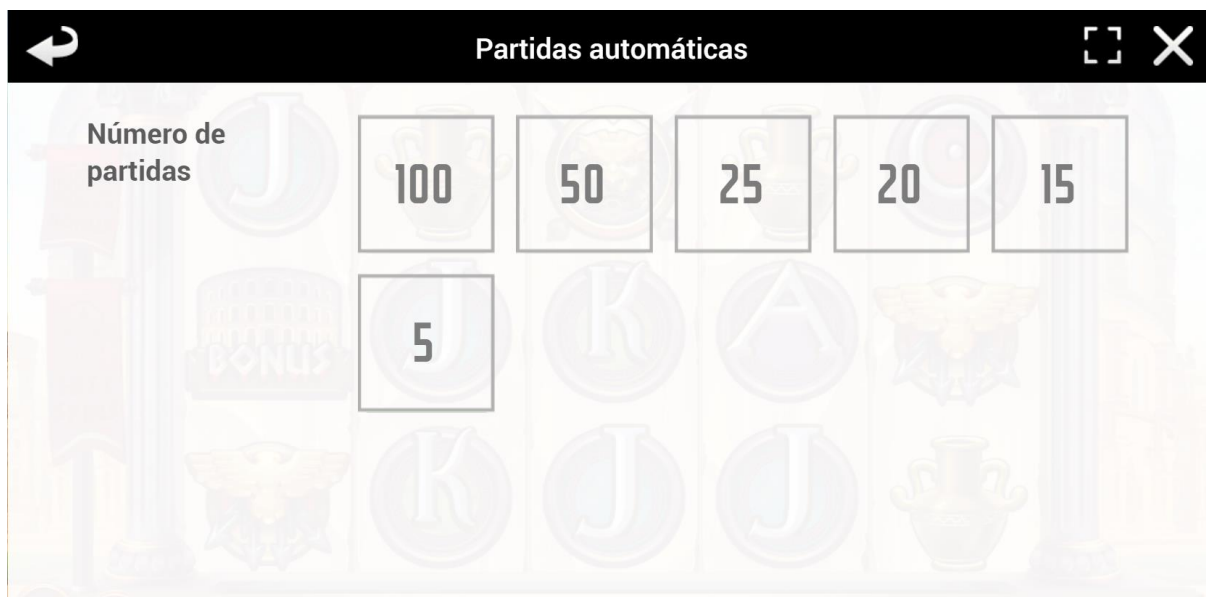 Partidas automáticas
Número de
partidas
100 50 25 20 15
5
J
BONUS J K A
K J J